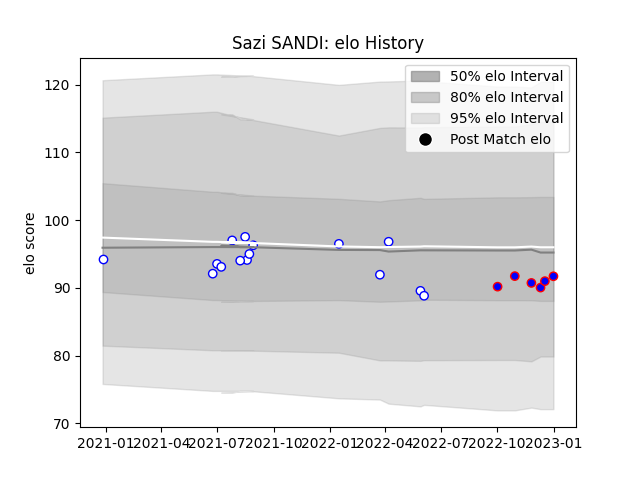 Sazi SANDI: elo History
elo score
120
110
100
90
80
70
50% elo Interval
80% elo Interval
95% elo Interval
Post Match elo
2021-01 2021-04 2021-07 2021-10 2022-01 2022-04 2022-07 2022-10 2023-01